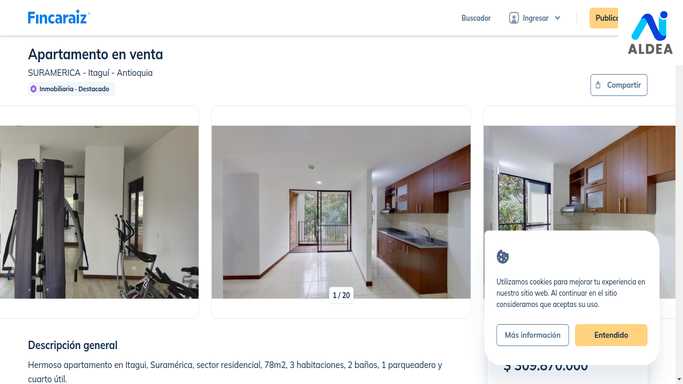 Fincaraiz
Buscador
Ingresar
Publica
ALDEA
Apartamento en venta
SURAMERICA - Itaguí - Antioquia
Inmobiliaria - Destacado
Compartir
1 / 20
Utilizamos cookies para mejorar tu experiencia en
nuestro sitio web. Al continuar en el sitio
consideramos que aceptas su uso.
Más información
Entendido
Descripción general
Hermoso apartamento en Itagui, Suramérica, sector residencial, 78m2, 3 habitaciones, 2 baños, 1 parqueadero y
cuarto útil.
$ 309.870.000